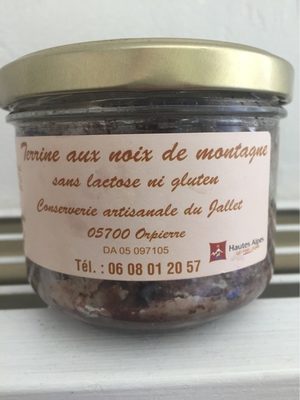 Terrine aux noix de montagne
sans lactose ni gluten
Conserverie artisanale du Jallet
05700 Orpierre
DA 05 097105
Hautes Alpes
Tél. : 06 08 01 20 57